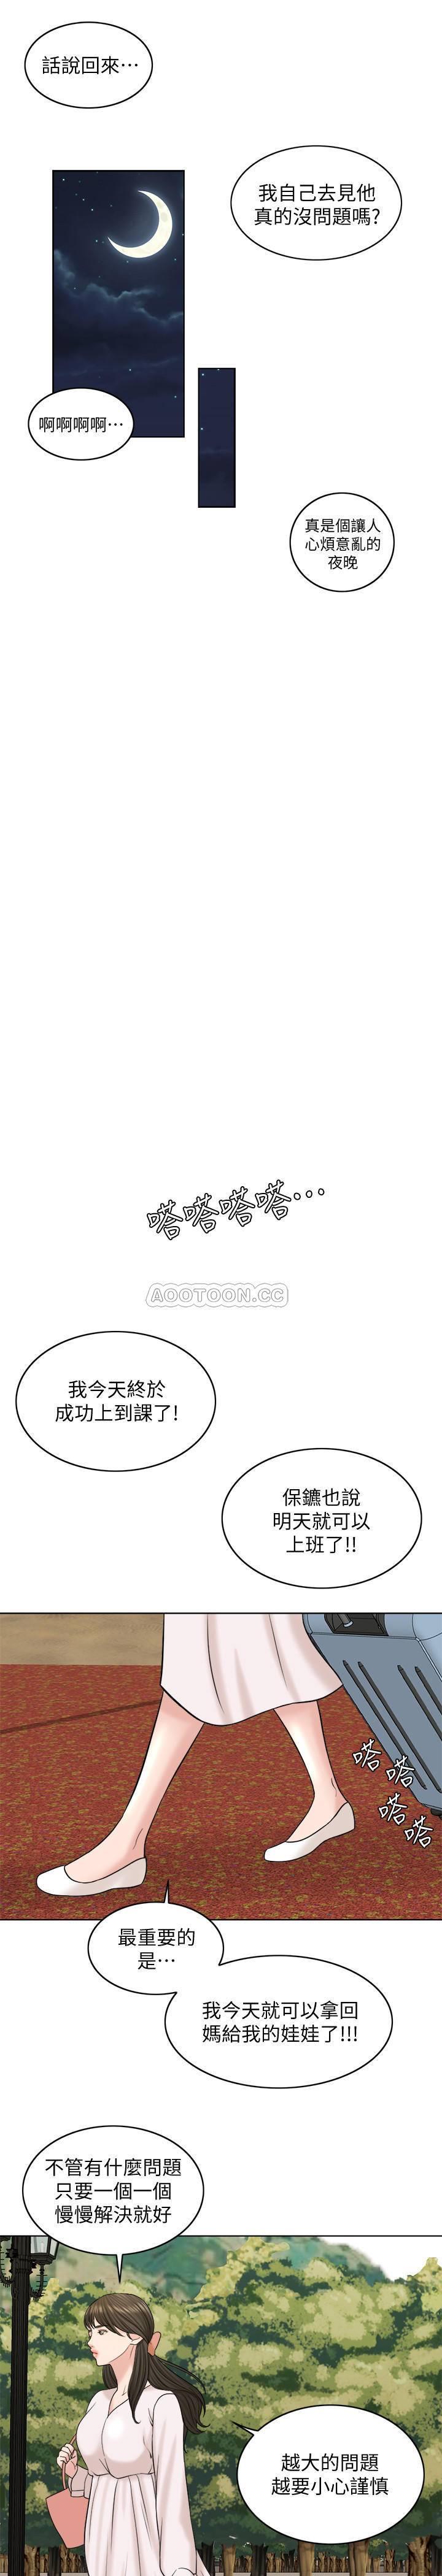 話說回來…
我自己去見他
真的沒問題嗎?
啊啊啊啊…
真是個讓人
心煩意亂的
夜晚
嗒嗒嗒嗒…
AOOTOON.CC
我今天終於
成功上到課了!
保鑣也說
明天就可以
上班了!!
嗒
嗒
嗒
嗒
最重要的
是…
我今天就可以拿回
媽給我的娃娃了!!!
不管有什麼問題
只要一個一個
慢慢解決就好
越大的問題
越要小心謹慎